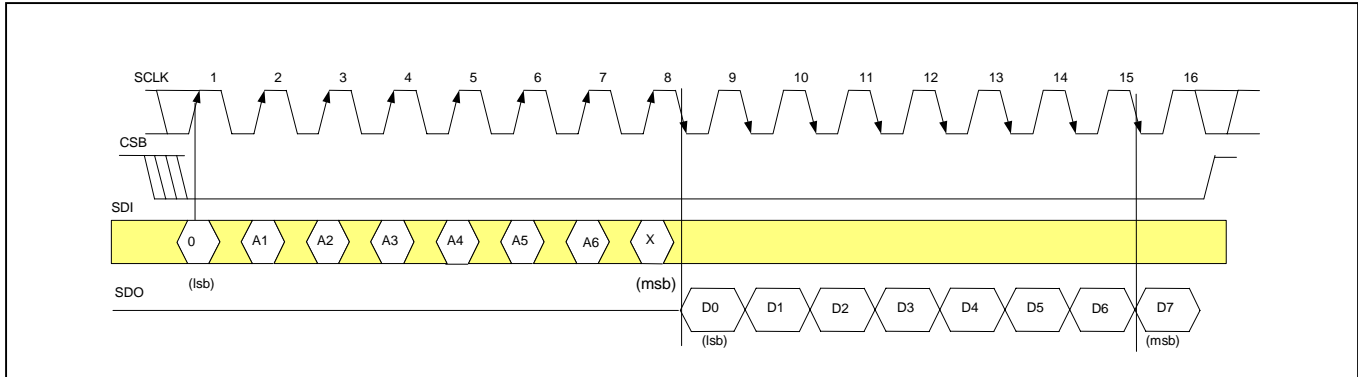 SCLK 1 2 3 4 5 6 7 8 9 10 11 12 13 14 15 16
CSB
SDI
0 A1 A2 A3 A4 A5 A6 X
(lsb) (msb)
SDO
D0 D1 D2 D3 D4 D5 D6 D7
(lsb) (msb)